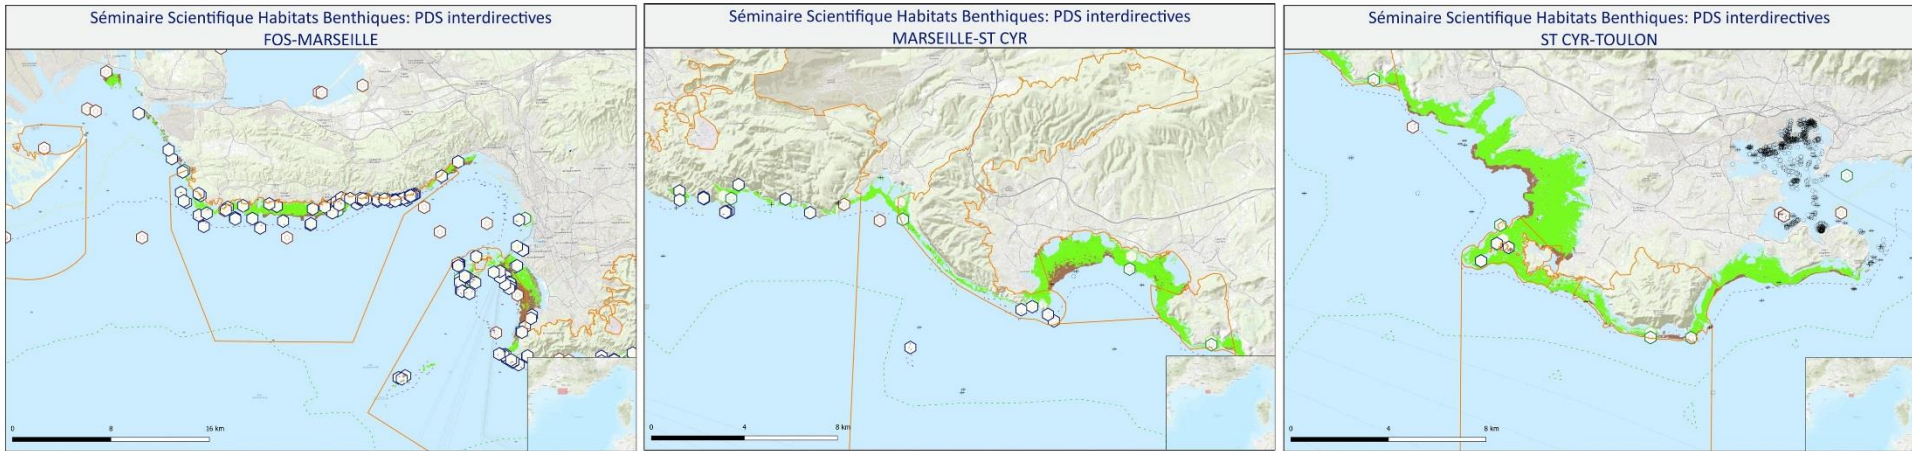 Séminaire Scientifique Habitats Benthiques: PDS interdirectives
FOS-MARSEILLE
0 8 16 km
Séminaire Scientifique Habitats Benthiques: PDS interdirectives
MARSEILLE-ST CYR
0 4 8 km
Séminaire Scientifique Habitats Benthiques: PDS interdirectives
ST CYR-TOULON
0 4 8 km